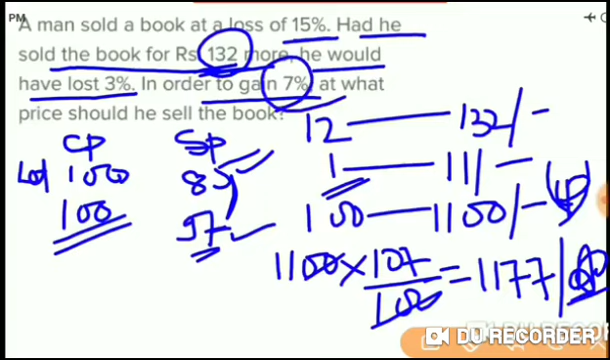 PM
A man sold a book at a loss of 15%. Had he
sold the book for Rs 132 more, he would
have lost 3%. In order to gain 7%, at what
price should he sell the book?
CP SP
Let 100 85
100 97
12 — 132/-
1 — 11/-
100 — 1100/- (CP)
1100 × 107/100 = 1177/-
DU RECORDER